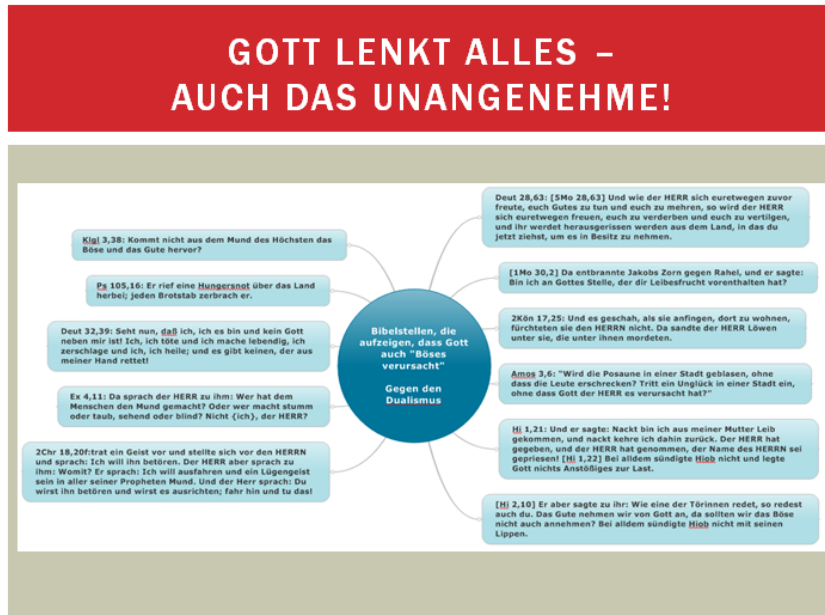 GOTT LENKT ALLES –
AUCH DAS UNANGENEHME!
Klgl 3,38: Kommt nicht aus dem Mund des Höchsten das
Böse und das Gute hervor?
Ps 105,16: Er rief eine Hungersnot über das Land
herbei; jeden Brotstab zerbrach er.
Deut 32,39: Seht nun, daß ich, ich es bin und kein Gott
neben mir ist! Ich, ich töte und ich mache lebendig, ich
zerschlage und ich, ich heile; und es gibt keinen, der aus
meiner Hand rettet!
Ex 4,11: Da sprach der HERR zu ihm: Wer hat dem
Menschen den Mund gemacht? Oder wer macht stumm
oder taub, sehend oder blind? Nicht {ich}, der HERR?
2Chr 18,20f:trat ein Geist vor und stellte sich vor den HERRN
und sprach: Ich will ihn betören. Der HERR aber sprach zu
ihm: Womit? Er sprach: Ich will ausfahren und ein Lügengeist
sein in aller seiner Propheten Mund. Und der Herr sprach: Du
wirst ihn betören und wirst es ausrichten; fahr hin und tu das!
Bibelstellen, die
aufzeigen, dass Gott
auch "Böses
verursacht"
Gegen den
Dualismus
Deut 28,63: [5Mo 28,63] Und wie der HERR sich euretwegen zuvor
freute, euch Gutes zu tun und euch zu mehren, so wird der HERR
sich euretwegen freuen, euch zu verderben und euch zu vertilgen,
und ihr werdet herausgerissen werden aus dem Land, in das du
jetzt ziehst, um es in Besitz zu nehmen.
[1Mo 30,2] Da entbrannte Jakobs Zorn gegen Rahel, und er sagte:
Bin ich an Gottes Stelle, der dir Leibesfrucht vorenthalten hat?
2Kön 17,25: Und es geschah, als sie anfingen, dort zu wohnen,
fürchteten sie den HERRN nicht. Da sandte der HERR Löwen
unter sie, die unter ihnen mordeten.
Amos 3,6: "Wird die Posaune in einer Stadt geblasen, ohne
dass die Leute erschrecken? Tritt ein Unglück in einer Stadt ein,
ohne dass Gott der HERR es verursacht hat?"
Hi 1,21: Und er sagte: Nackt bin ich aus meiner Mutter Leib
gekommen, und nackt kehre ich dahin zurück. Der HERR hat
gegeben, und der HERR hat genommen, der Name des HERRN sei
gepriesen! [Hi 1,22] Bei alldem sündigte Hiob nicht und legte
Gott nichts Anstößiges zur Last.
[Hi 2,10] Er aber sagte zu ihr: Wie eine der Törinnen redet, so redest
auch du. Das Gute nehmen wir von Gott an, da sollten wir das Böse
nicht auch annehmen? Bei alldem sündigte Hiob nicht mit seinen
Lippen.